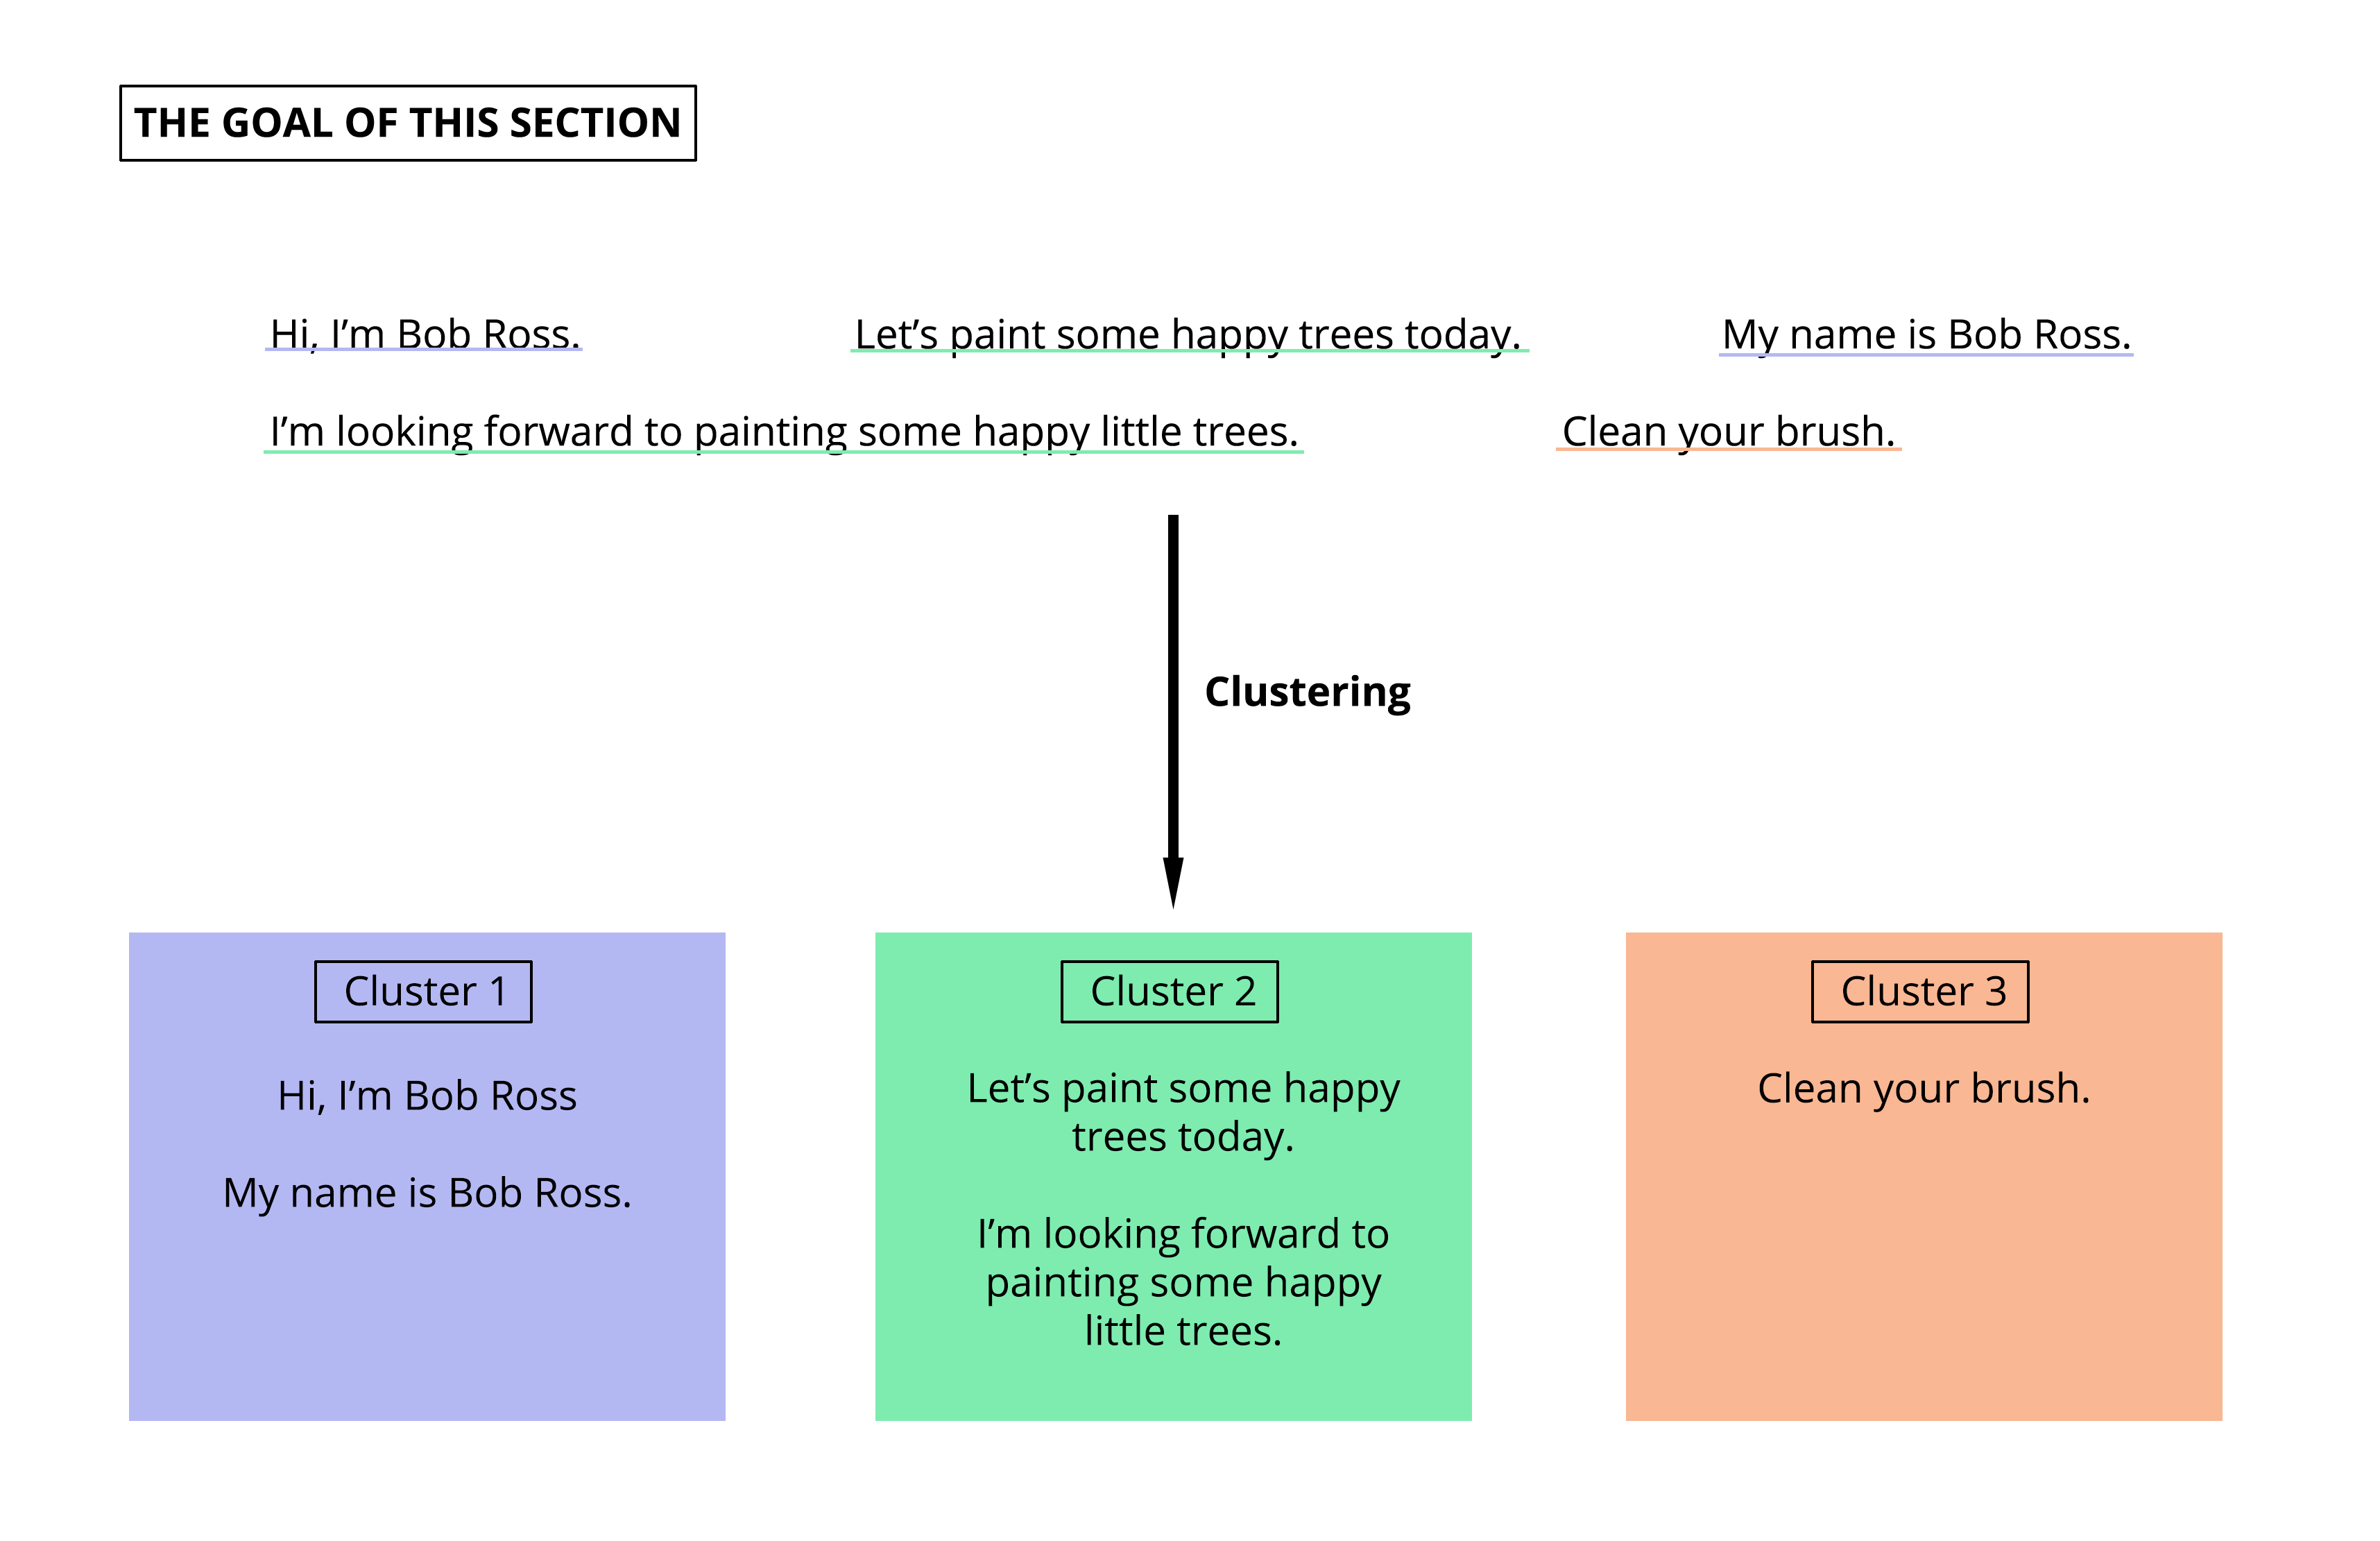 THE GOAL OF THIS SECTION
Hi, I’m Bob Ross.
Let’s paint some happy trees today.
My name is Bob Ross.
I’m looking forward to painting some happy little trees.
Clean your brush.
Clustering
Cluster 1
Hi, I’m Bob Ross
My name is Bob Ross.
Cluster 2
Let’s paint some happy
trees today.
I’m looking forward to
painting some happy
little trees.
Cluster 3
Clean your brush.